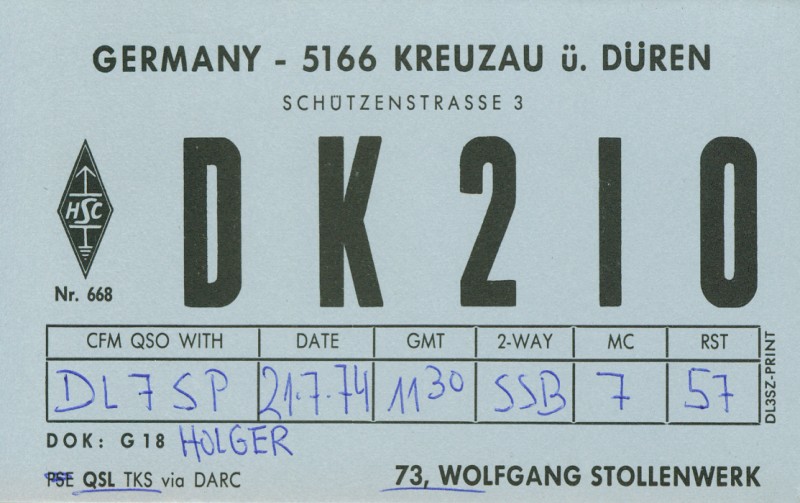 GERMANY - 5166 KREUZAU ü. DÜREN
SCHÜTZENSTRASSE 3
DK2IO
HSC
Nr. 668
CFM QSO WITH DATE GMT 2-WAY MC RST
DL7SP 21.7.74 1130 SSB 7 57
DL3SZ-PRINT
DOK: G18 HOLGER
PSE QSL TKS via DARC
73, WOLFGANG STOLLENWERK